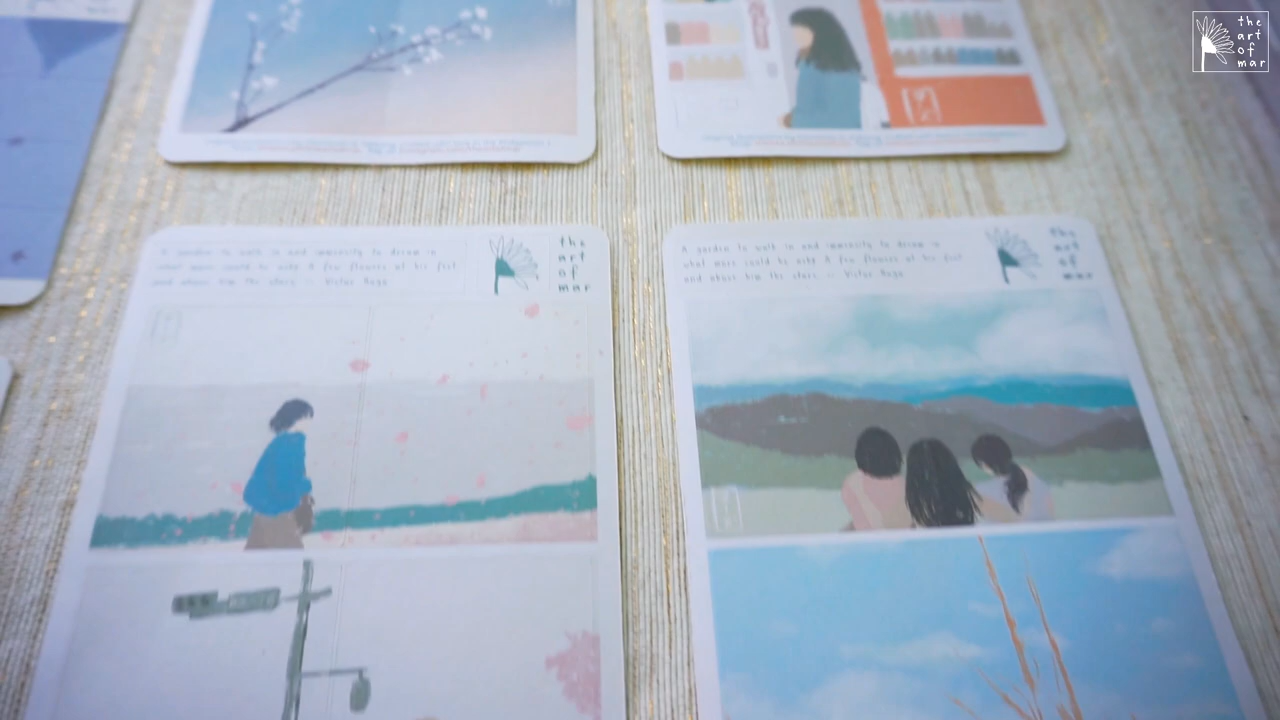 the
art
of
mar
A garden to walk in and immensity to dream in
what more could he ask? A few flowers at his feet
and above him the stars. - Victor Hugo
the
art
of
mar
A garden to walk in and immensity to dream in
what more could he ask? A few flowers at his feet
and above him the stars. - Victor Hugo
the
art
of
mar